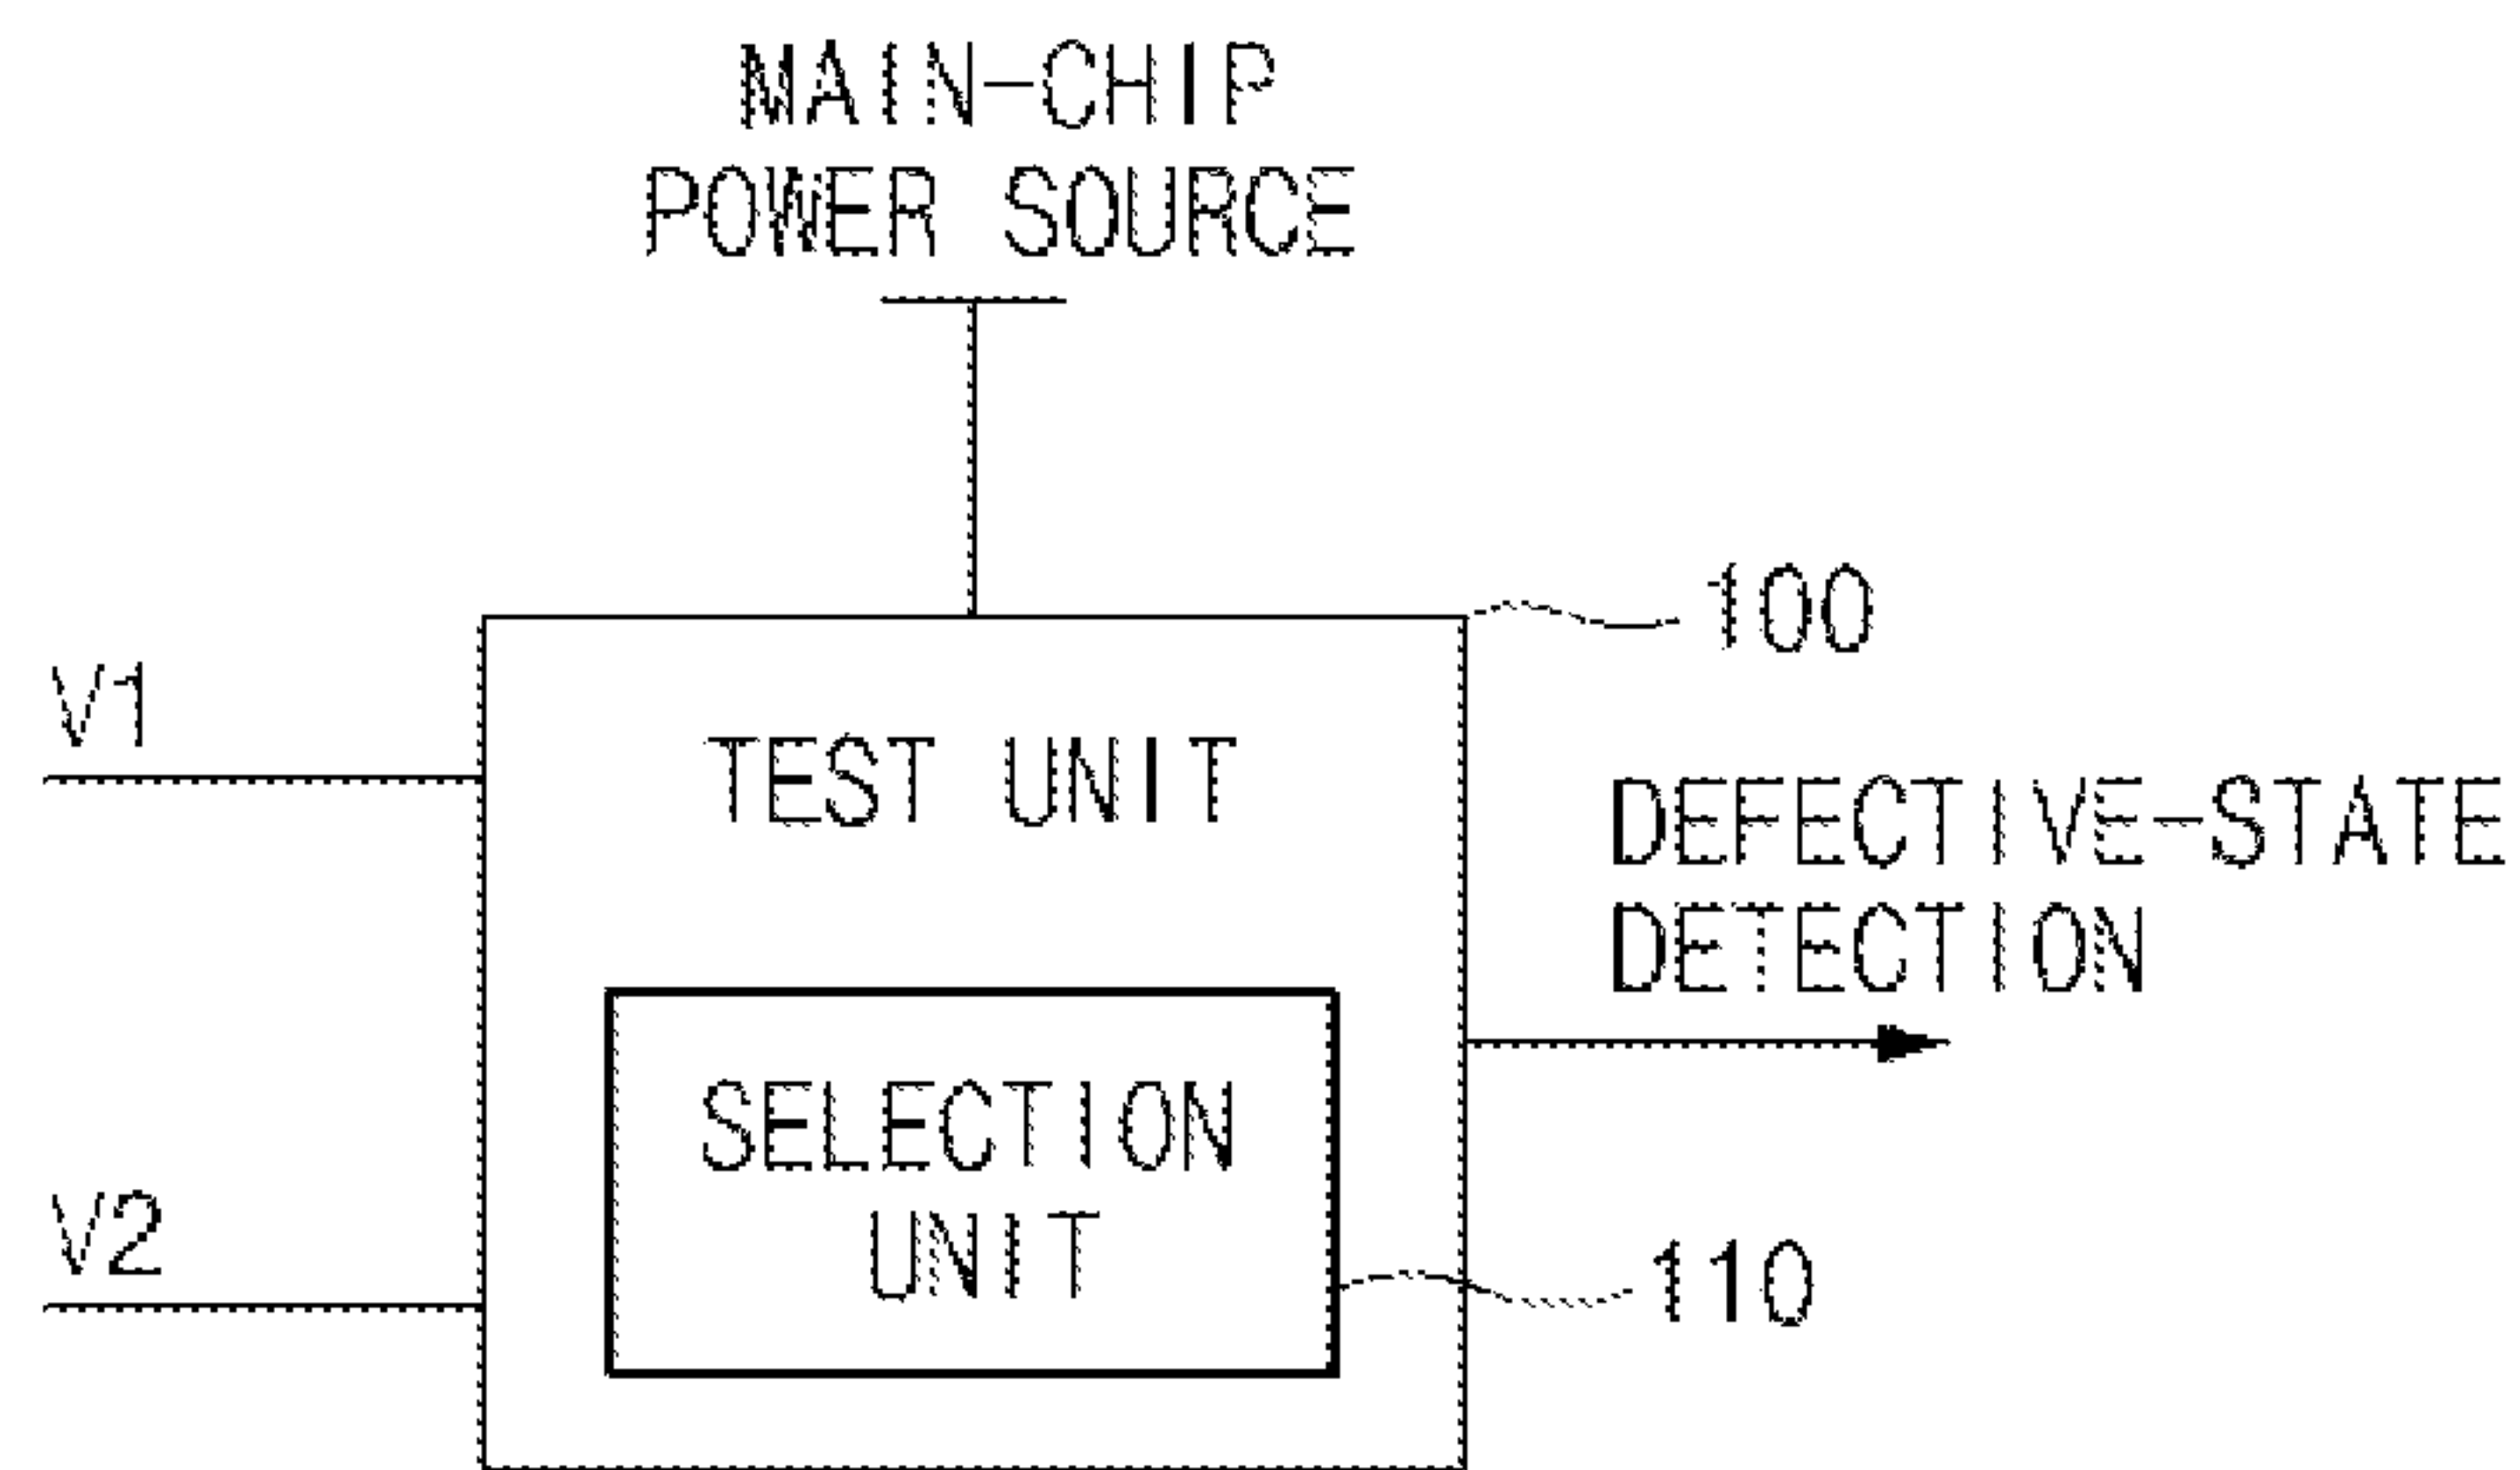 MAIN-CHIP
POWER SOURCE
100
V1
TEST UNIT
DEFECTIVE-STATE
DETECTION
SELECTION
UNIT
V2
110